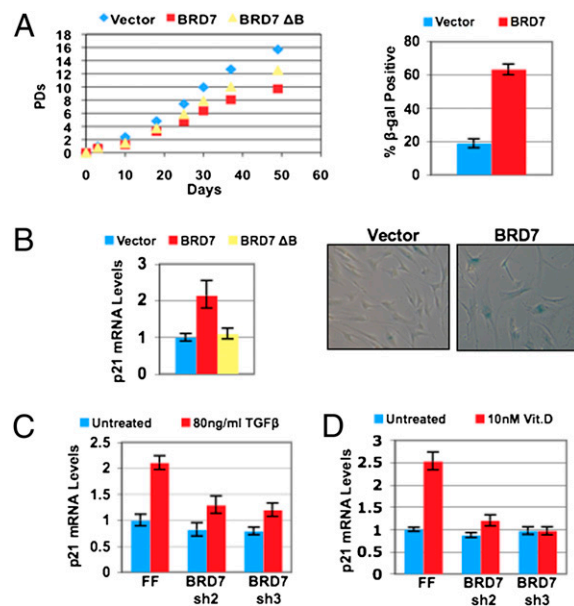 A
Vector BRD7 BRD7 ΔB
PDs
18
16
14
12
10
8
6
4
2
0
0 10 20 30 40 50 60
Days
Vector BRD7
% β-gal Positive
80
60
40
20
0
B
Vector BRD7 BRD7 ΔB
p21 mRNA Levels
3
2
1
0
Vector BRD7
C
Untreated 80ng/ml TGFβ
p21 mRNA Levels
2.5
2
1.5
1
0.5
0
FF BRD7 BRD7
sh2 sh3
D
Untreated 10nM Vit.D
p21 mRNA Levels
3
2.5
2
1.5
1
0.5
0
FF BRD7 BRD7
sh2 sh3